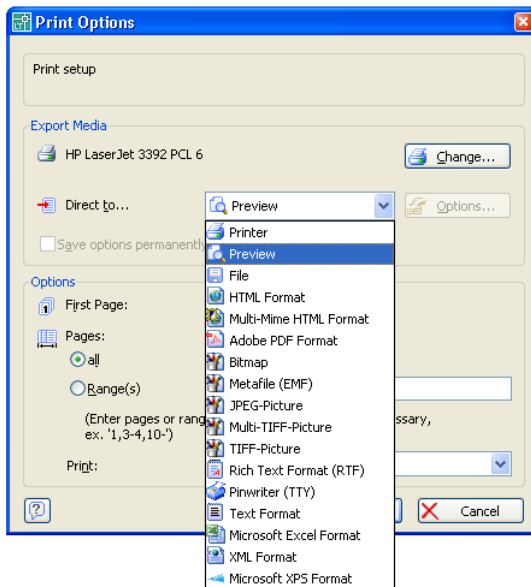 Print Options
Print setup
Export Media
HP LaserJet 3392 PCL 6
Change...
Direct to...
Preview
Options...
Save options permanently
Printer
Preview
File
HTML Format
Multi-Mime HTML Format
Adobe PDF Format
Bitmap
Metafile (EMF)
JPEG-Picture
Multi-TIFF-Picture
TIFF-Picture
Rich Text Format (RTF)
Pinwriter (TTY)
Text Format
Microsoft Excel Format
XML Format
Microsoft XPS Format
Options
First Page:
Pages:
all
Range(s)
(Enter pages or rang
ssary,
ex. '1,3-4,10-')
Print:
Cancel